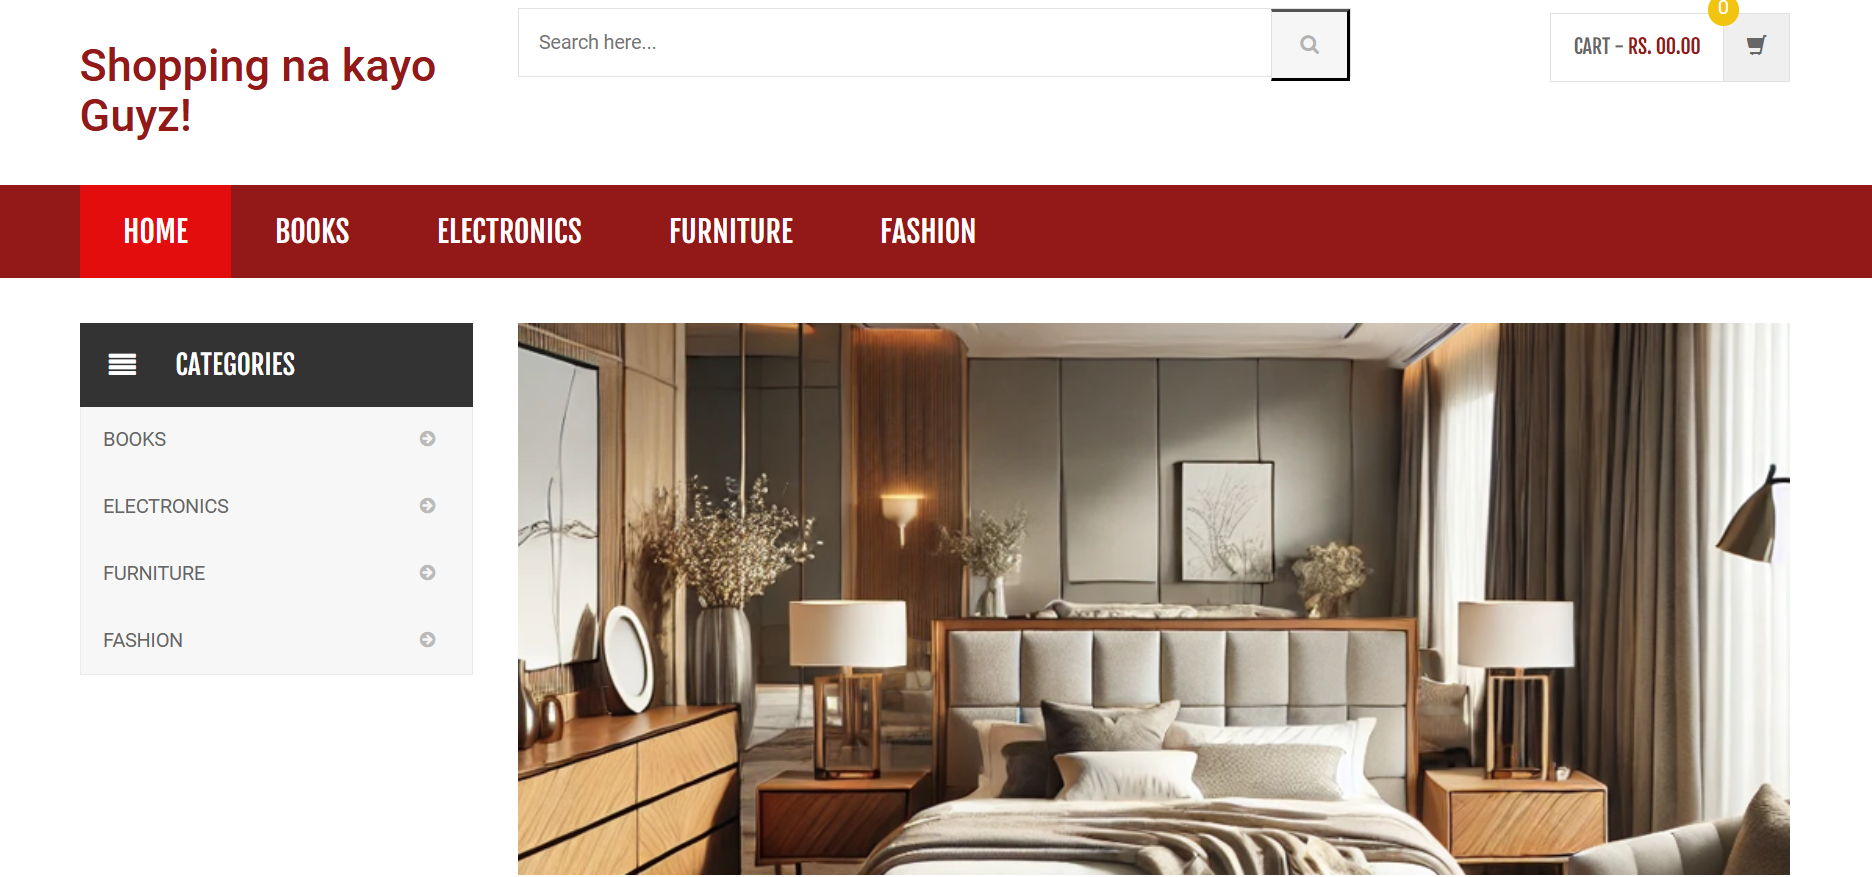 Shopping na kayo
Guyz!
Search here...
0
CART - RS. 00.00
HOME
BOOKS
ELECTRONICS
FURNITURE
FASHION
CATEGORIES
BOOKS
ELECTRONICS
FURNITURE
FASHION